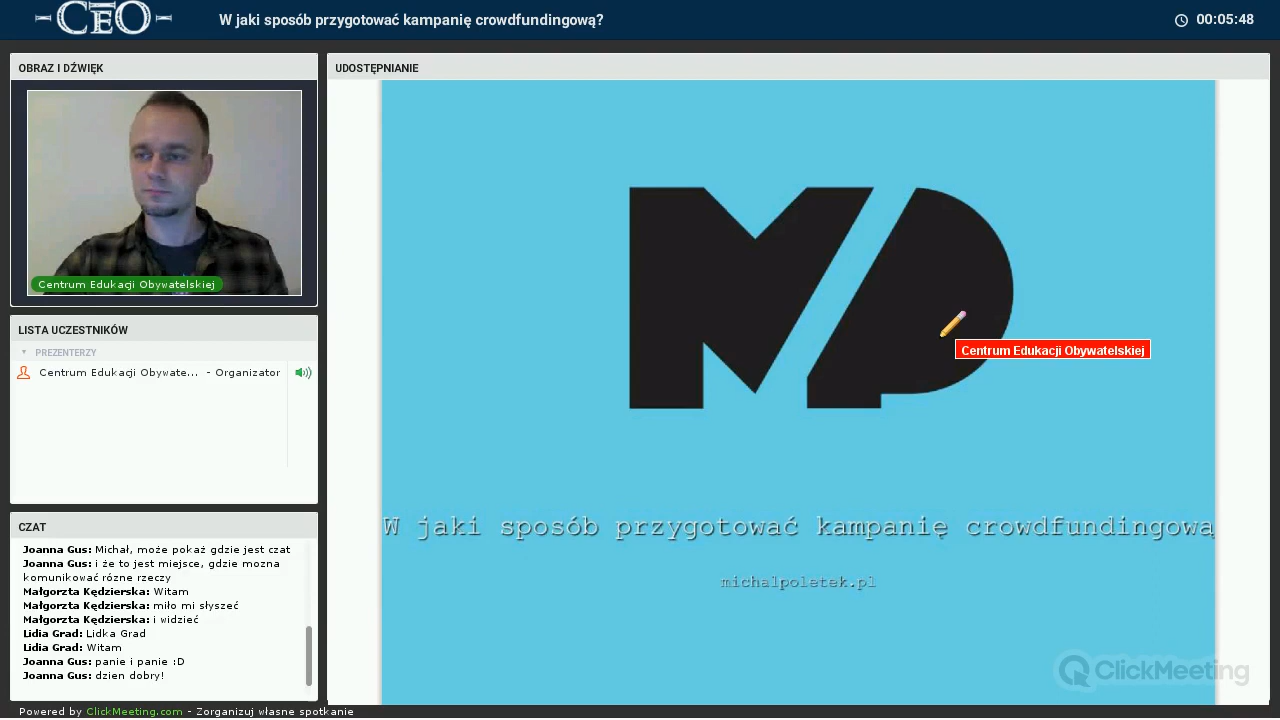 CEO
W jaki sposób przygotować kampanię crowdfundingową?
00:05:48
OBRAZ I DŹWIĘK
Centrum Edukacji Obywatelskiej
LISTA UCZESTNIKÓW
PREZENTERZY
Centrum Edukacji Obywate... - Organizator
CZAT
Joanna Gus: Michał, może pokaż gdzie jest czat
Joanna Gus: i że to jest miejsce, gdzie mozna
komunikować rózne rzeczy
Małgorzta Kędzierska: Witam
Małgorzta Kędzierska: miło mi słyszeć
Małgorzta Kędzierska: i widzieć
Lidia Grad: Lidka Grad
Lidia Grad: Witam
Joanna Gus: panie i panie :D
Joanna Gus: dzien dobry!
UDOSTĘPNIANIE
MP
Centrum Edukacji Obywatelskiej
W jaki sposób przygotować kampanię crowdfundingową
michalpoletek.pl
ClickMeeting
Powered by ClickMeeting.com - Zorganizuj własne spotkanie